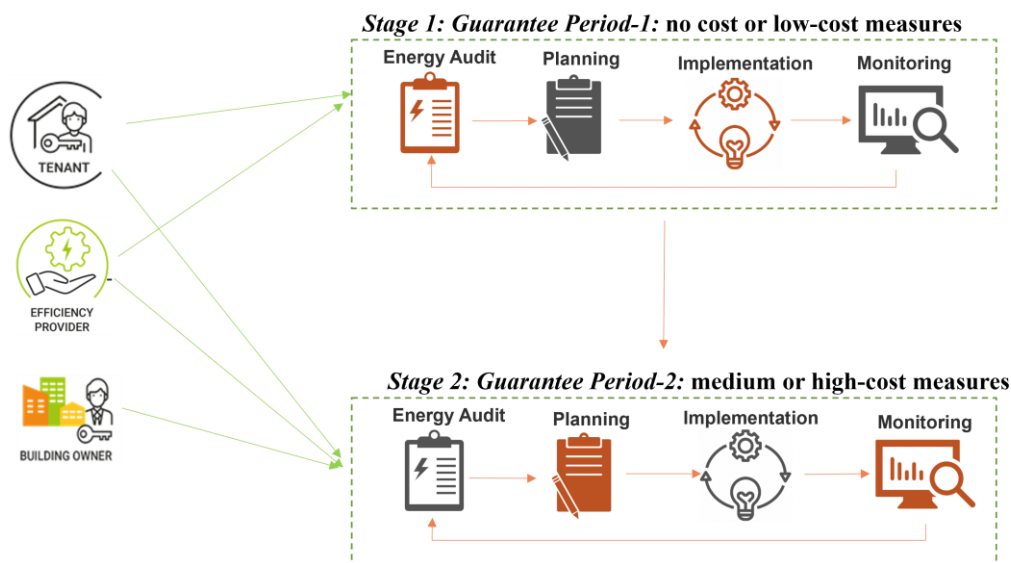 Stage 1: Guarantee Period-1: no cost or low-cost measures
Energy Audit
Planning
Implementation
Monitoring
TENANT
EFFICIENCY
PROVIDER
BUILDING OWNER
Stage 2: Guarantee Period-2: medium or high-cost measures
Energy Audit
Planning
Implementation
Monitoring